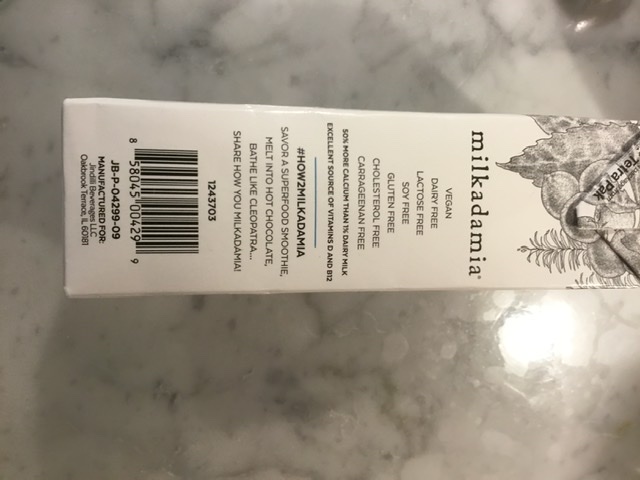 Tetra Pak
milkadamia®
VEGAN
DAIRY FREE
LACTOSE FREE
SOY FREE
GLUTEN FREE
CHOLESTEROL FREE
CARRAGEENAN FREE
50% MORE CALCIUM THAN 1% DAIRY MILK
EXCELLENT SOURCE OF VITAMINS D AND B12
#HOW2MILKADAMIA
SAVOR A SUPERFOOD SMOOTHIE,
MELT INTO HOT CHOCOLATE,
BATHE LIKE CLEOPATRA...
SHARE HOW YOU MILKADAMIA!
1243703
8 58045 00429 9
JB-P-04299-09
MANUFACTURED FOR:
Jindilli Beverages LLC
Oakbrook Terrace, IL 60181